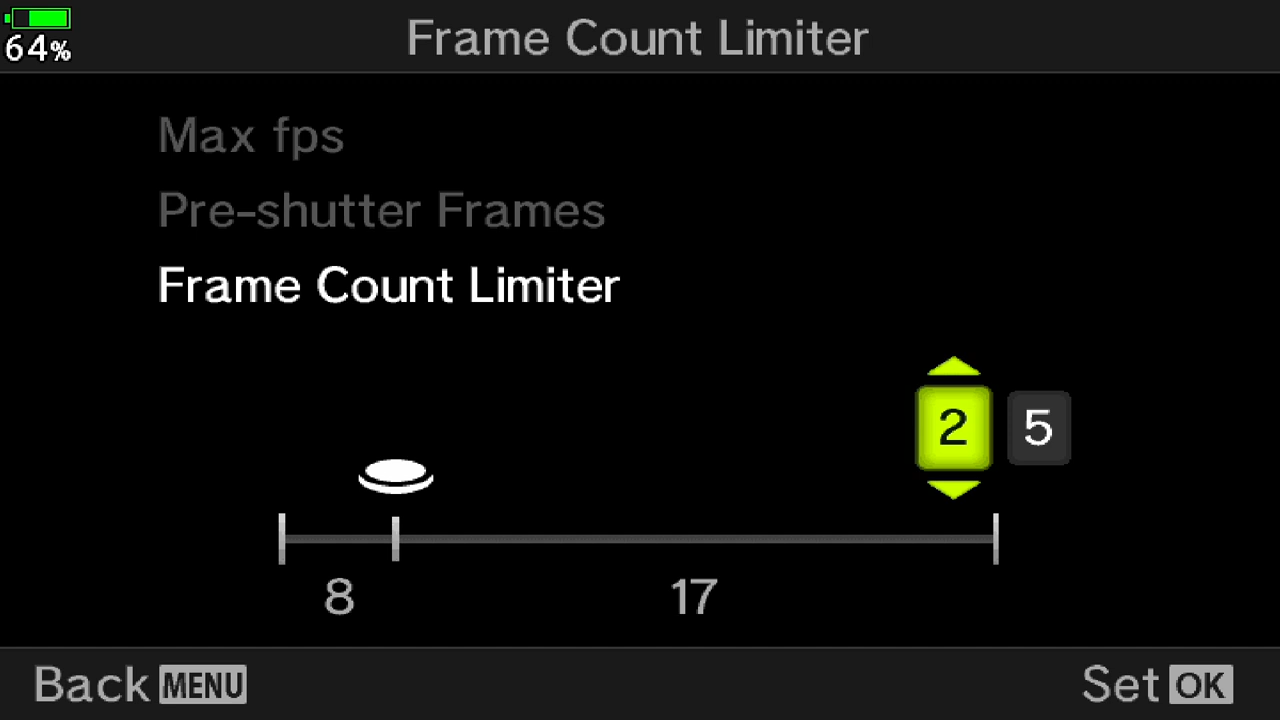 64%
Frame Count Limiter
Max fps
Pre-shutter Frames
Frame Count Limiter
2 5
8 17
Back MENU Set OK